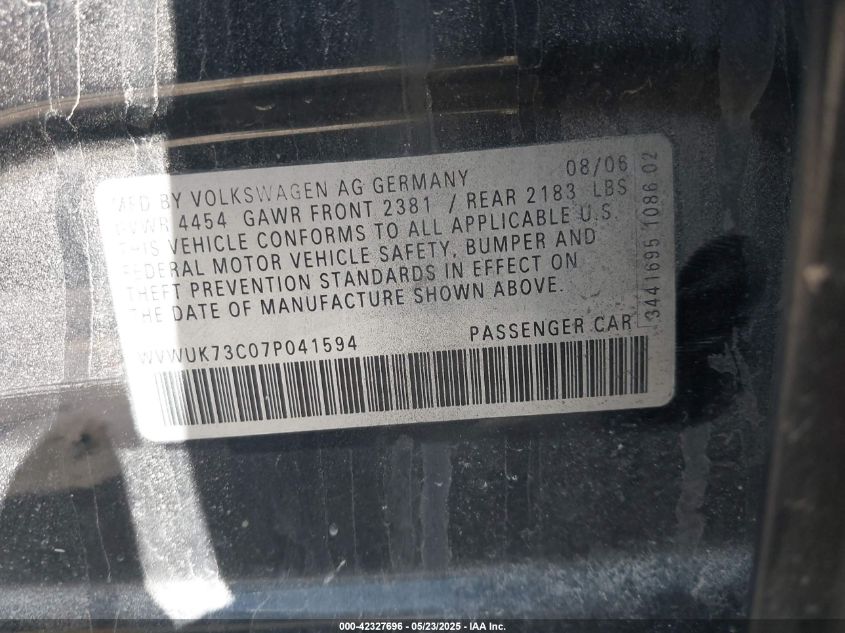 MFD BY VOLKSWAGEN AG GERMANY 08/06
GVWR 4454 GAWR FRONT 2381 / REAR 2183 LBS
THIS VEHICLE CONFORMS TO ALL APPLICABLE U.S.
FEDERAL MOTOR VEHICLE SAFETY, BUMPER AND
THEFT PREVENTION STANDARDS IN EFFECT ON
THE DATE OF MANUFACTURE SHOWN ABOVE.
WVWUK73C07P041594 PASSENGER CAR
3441695 1086 02
000-42327696 - 05/23/2025 - IAA Inc.